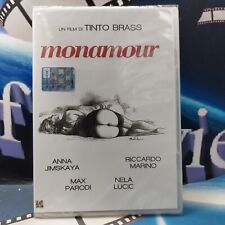 UN FILM DI TINTO BRASS
monamour
ANNA JIMSKAYA
RICCARDO MARINO
MAX PARODI
NELA LUCIC